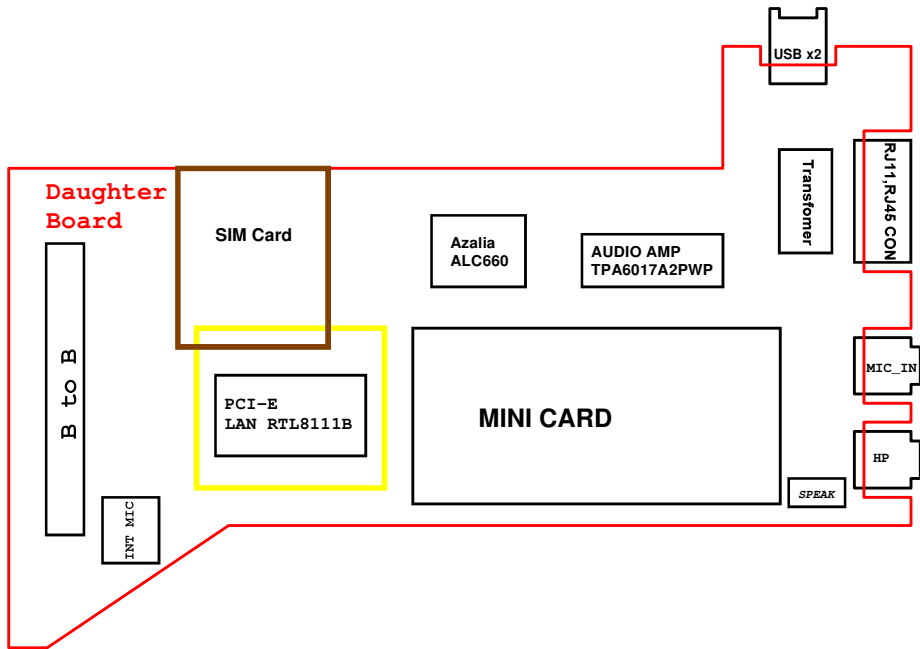 USB x2
Daughter
Board
SIM Card
Azalia
ALC660
AUDIO AMP
TPA6017A2PWP
Transfomer
RJ11,RJ45 CON
B to B
PCI-E
LAN RTL8111B
MINI CARD
MIC_IN
HP
SPEAK
INT MIC